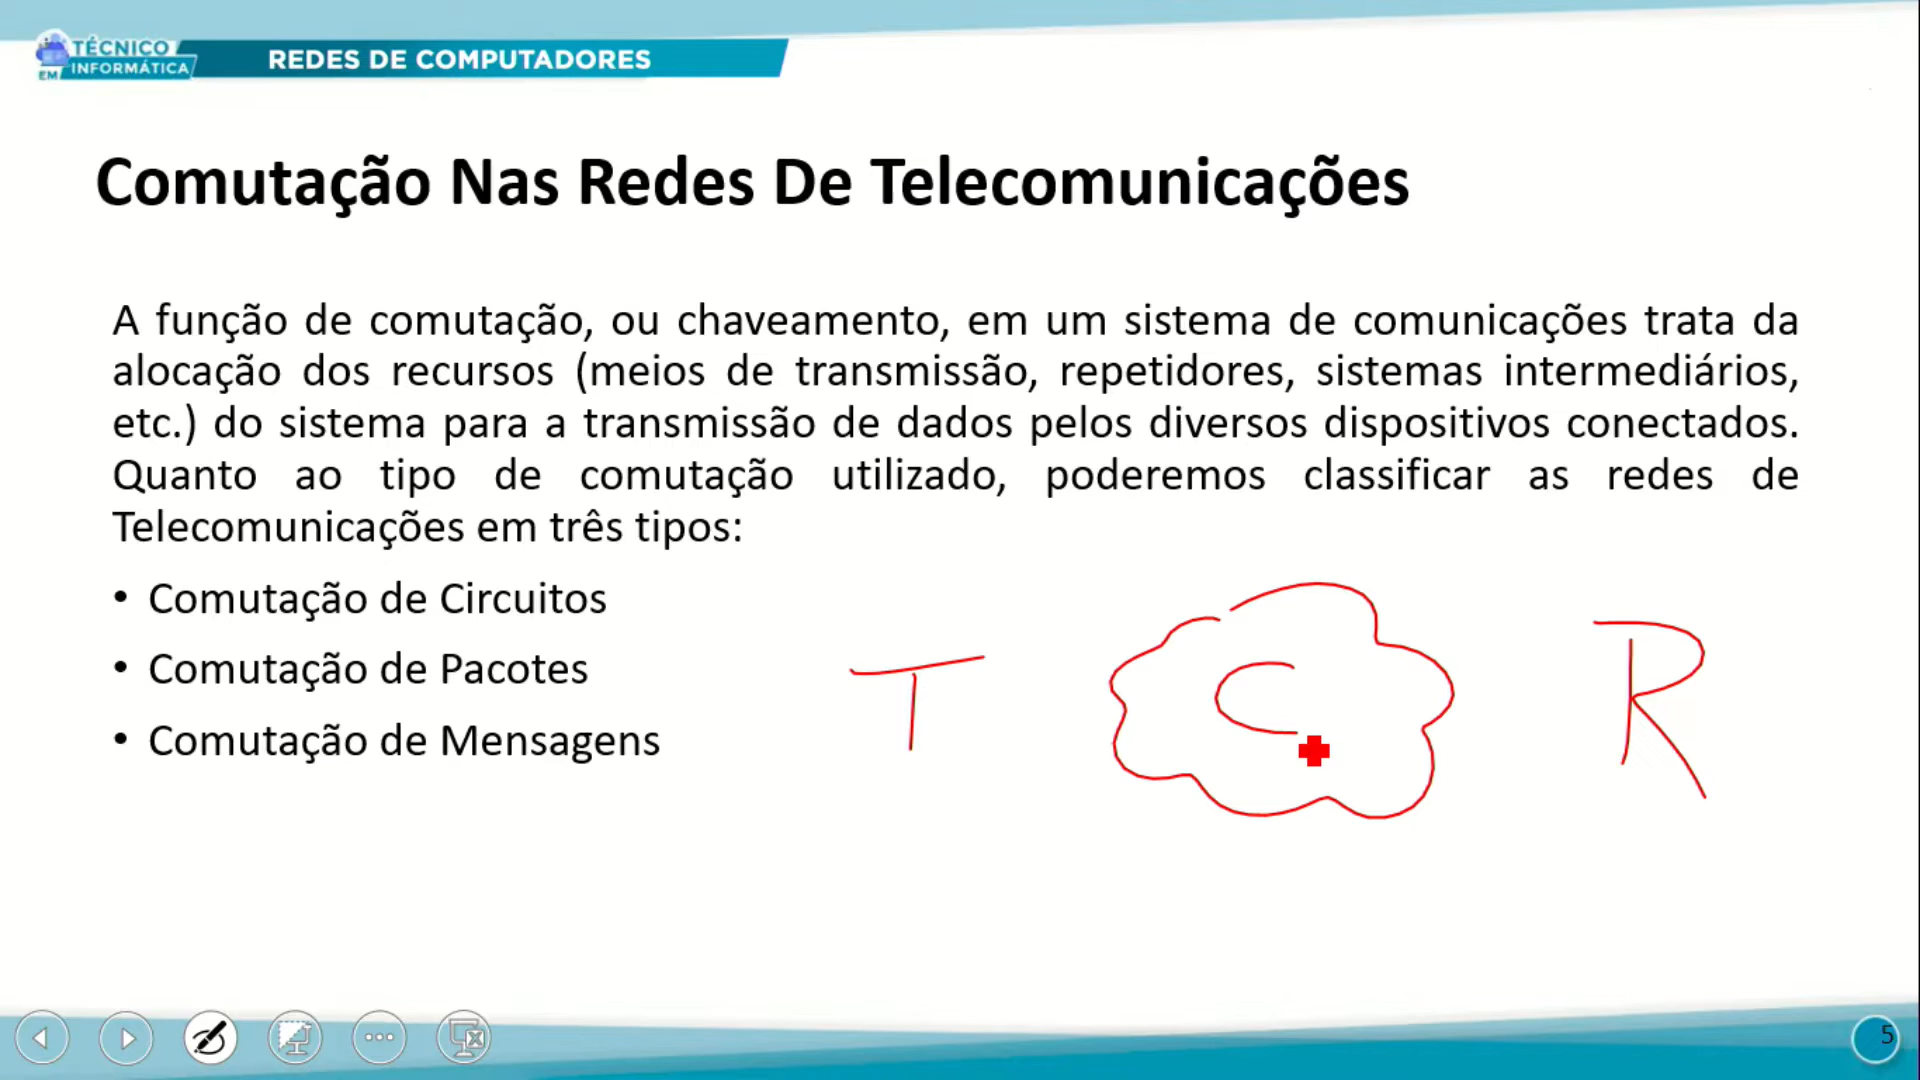 TÉCNICO
EM INFORMÁTICA
REDES DE COMPUTADORES
Comutação Nas Redes De Telecomunicações
A função de comutação, ou chaveamento, em um sistema de comunicações trata da
alocação dos recursos (meios de transmissão, repetidores, sistemas intermediários,
etc.) do sistema para a transmissão de dados pelos diversos dispositivos conectados.
Quanto ao tipo de comutação utilizado, poderemos classificar as redes de
Telecomunicações em três tipos:
• Comutação de Circuitos
• Comutação de Pacotes
• Comutação de Mensagens
T C R
5